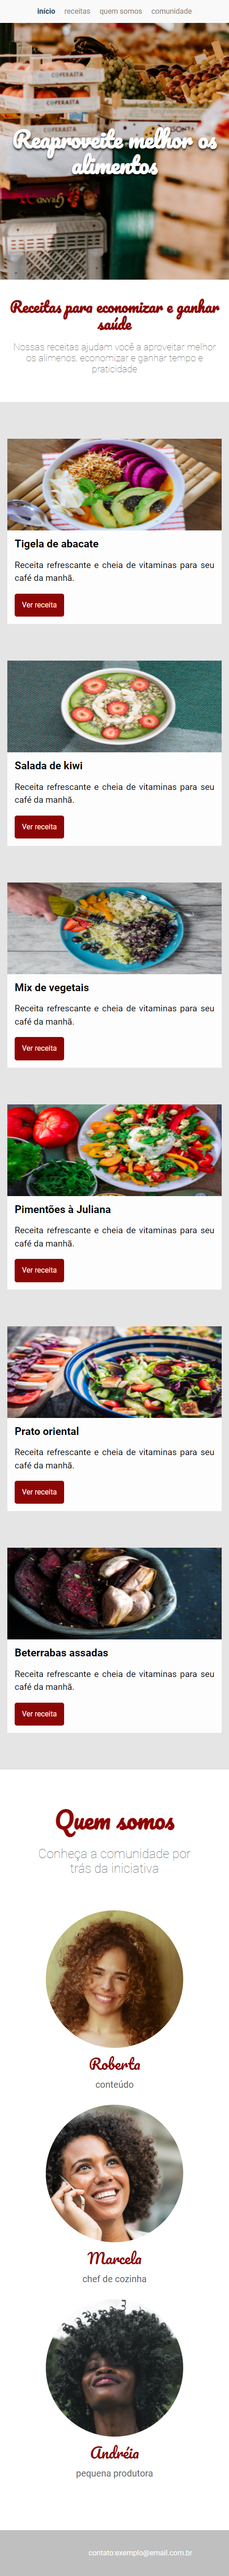 início receitas quem somos comunidade
Reaproveite melhor os
alimentos
Receitas para economizar e ganhar
saúde
Nossas receitas ajudam você a aproveitar melhor
os alimenos, economizar e ganhar tempo e
praticidade
Tigela de abacate
Receita refrescante e cheia de vitaminas para seu
café da manhã.
Ver receita
Salada de kiwi
Receita refrescante e cheia de vitaminas para seu
café da manhã.
Ver receita
Mix de vegetais
Receita refrescante e cheia de vitaminas para seu
café da manhã.
Ver receita
Pimentões à Juliana
Receita refrescante e cheia de vitaminas para seu
café da manhã.
Ver receita
Prato oriental
Receita refrescante e cheia de vitaminas para seu
café da manhã.
Ver receita
Beterrabas assadas
Receita refrescante e cheia de vitaminas para seu
café da manhã.
Ver receita
Quem somos
Conheça a comunidade por
trás da iniciativa
Roberta
conteúdo
Marcela
chef de cozinha
Andréia
pequena produtora
contato:exemplo@email.com.br